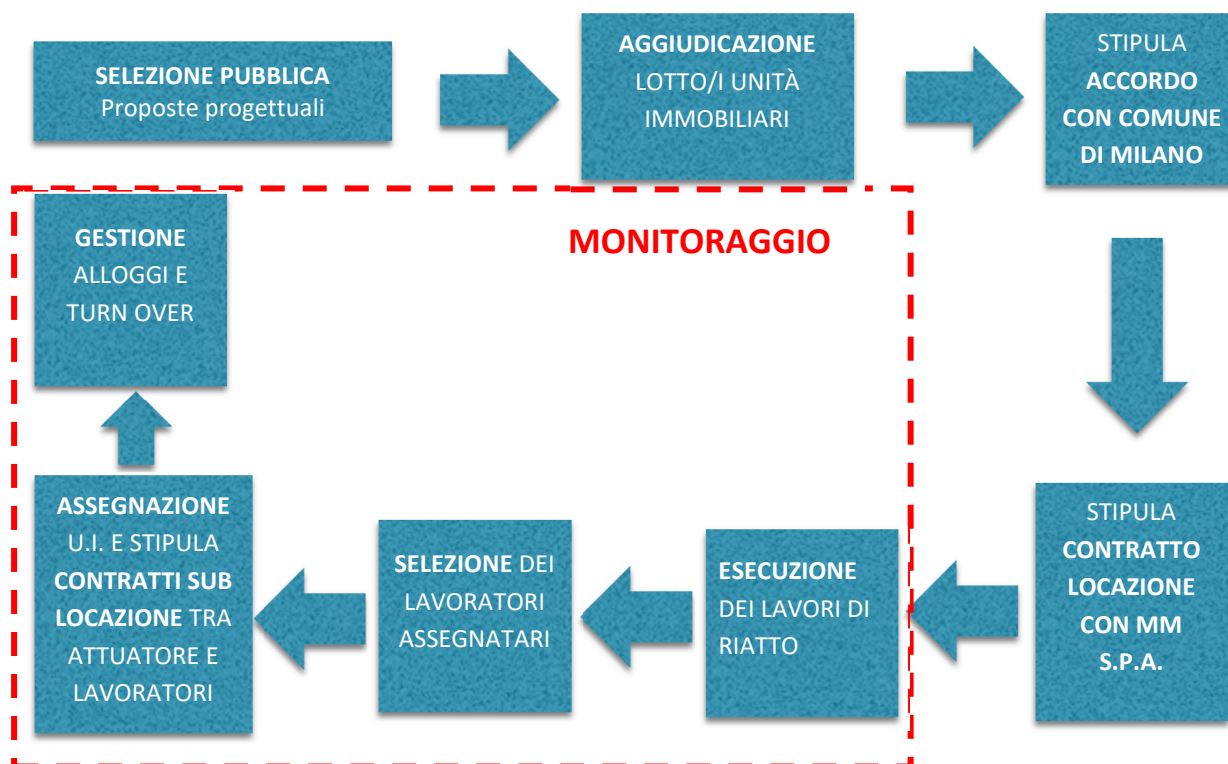 SELEZIONE PUBBLICA
Proposte progettuali
AGGIUDICAZIONE
LOTTO/I UNITÀ
IMMOBILIARI
STIPULA
ACCORDO
CON COMUNE
DI MILANO
MONITORAGGIO
STIPULA
CONTRATTO
LOCAZIONE
CON MM
S.P.A.
ESECUZIONE
DEI LAVORI DI
RIATTO
SELEZIONE DEI
LAVORATORI
ASSEGNATARI
ASSEGNAZIONE
U.I. E STIPULA
CONTRATTI SUB
LOCAZIONE TRA
ATTUATORE E
LAVORATORI
GESTIONE
ALLOGGI E
TURN OVER